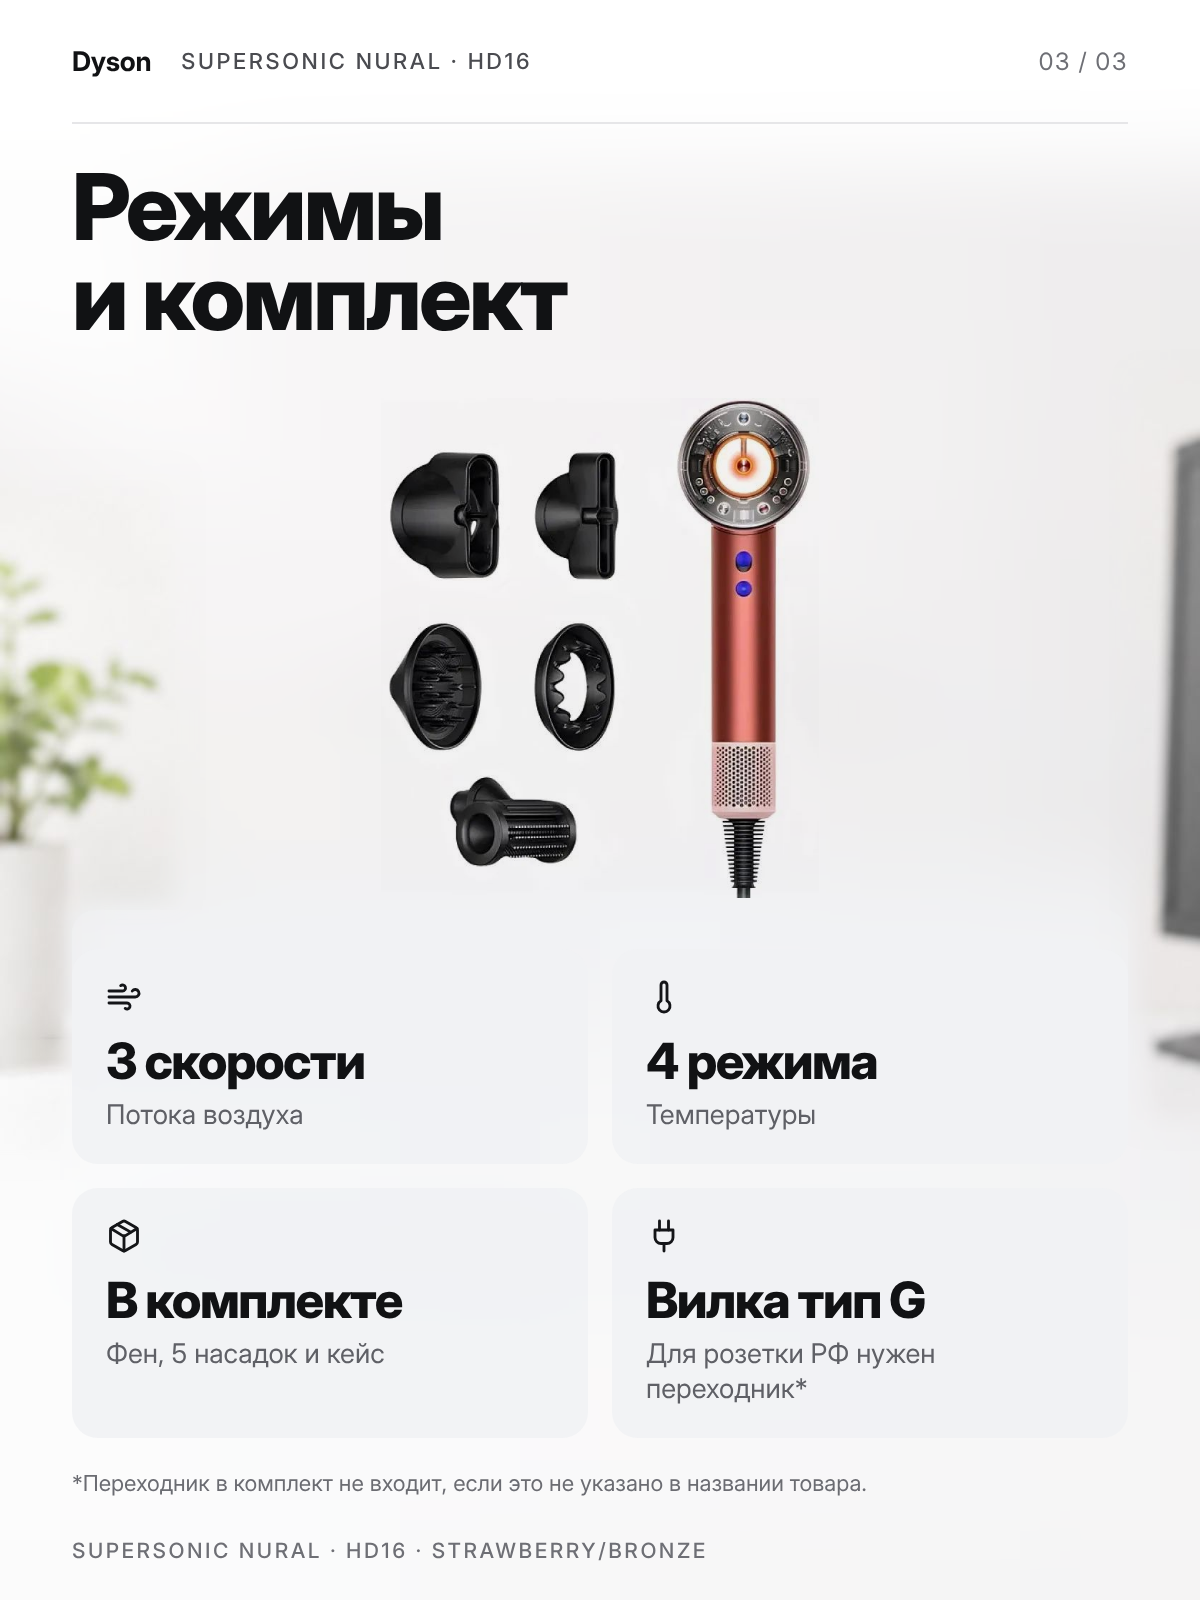 Dyson SUPERSONIC NURAL · HD16 03 / 03
Режимы
и комплект
3 скорости
Потока воздуха
4 режима
Температуры
В комплекте
Фен, 5 насадок и кейс
Вилка тип G
Для розетки РФ нужен
переходник*
*Переходник в комплект не входит, если это не указано в названии товара.
SUPERSONIC NURAL · HD16 · STRAWBERRY/BRONZE